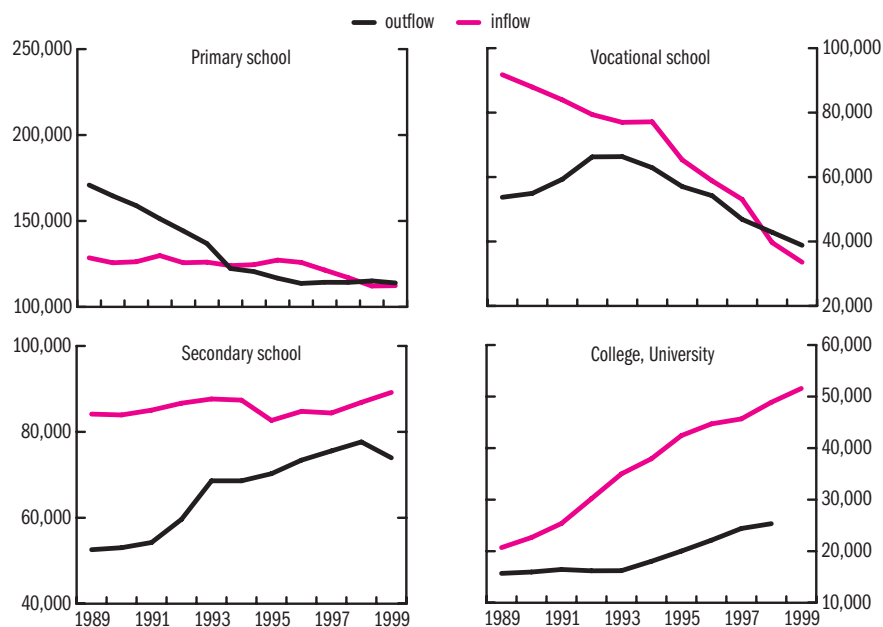 outflow inflow
Primary school
250,000
200,000
150,000
100,000
Vocational school
100,000
80,000
60,000
40,000
20,000
Secondary school
100,000
80,000
60,000
40,000
1989 1991 1993 1995 1997 1999
College, University
60,000
50,000
40,000
30,000
20,000
10,000
1989 1991 1993 1995 1997 1999